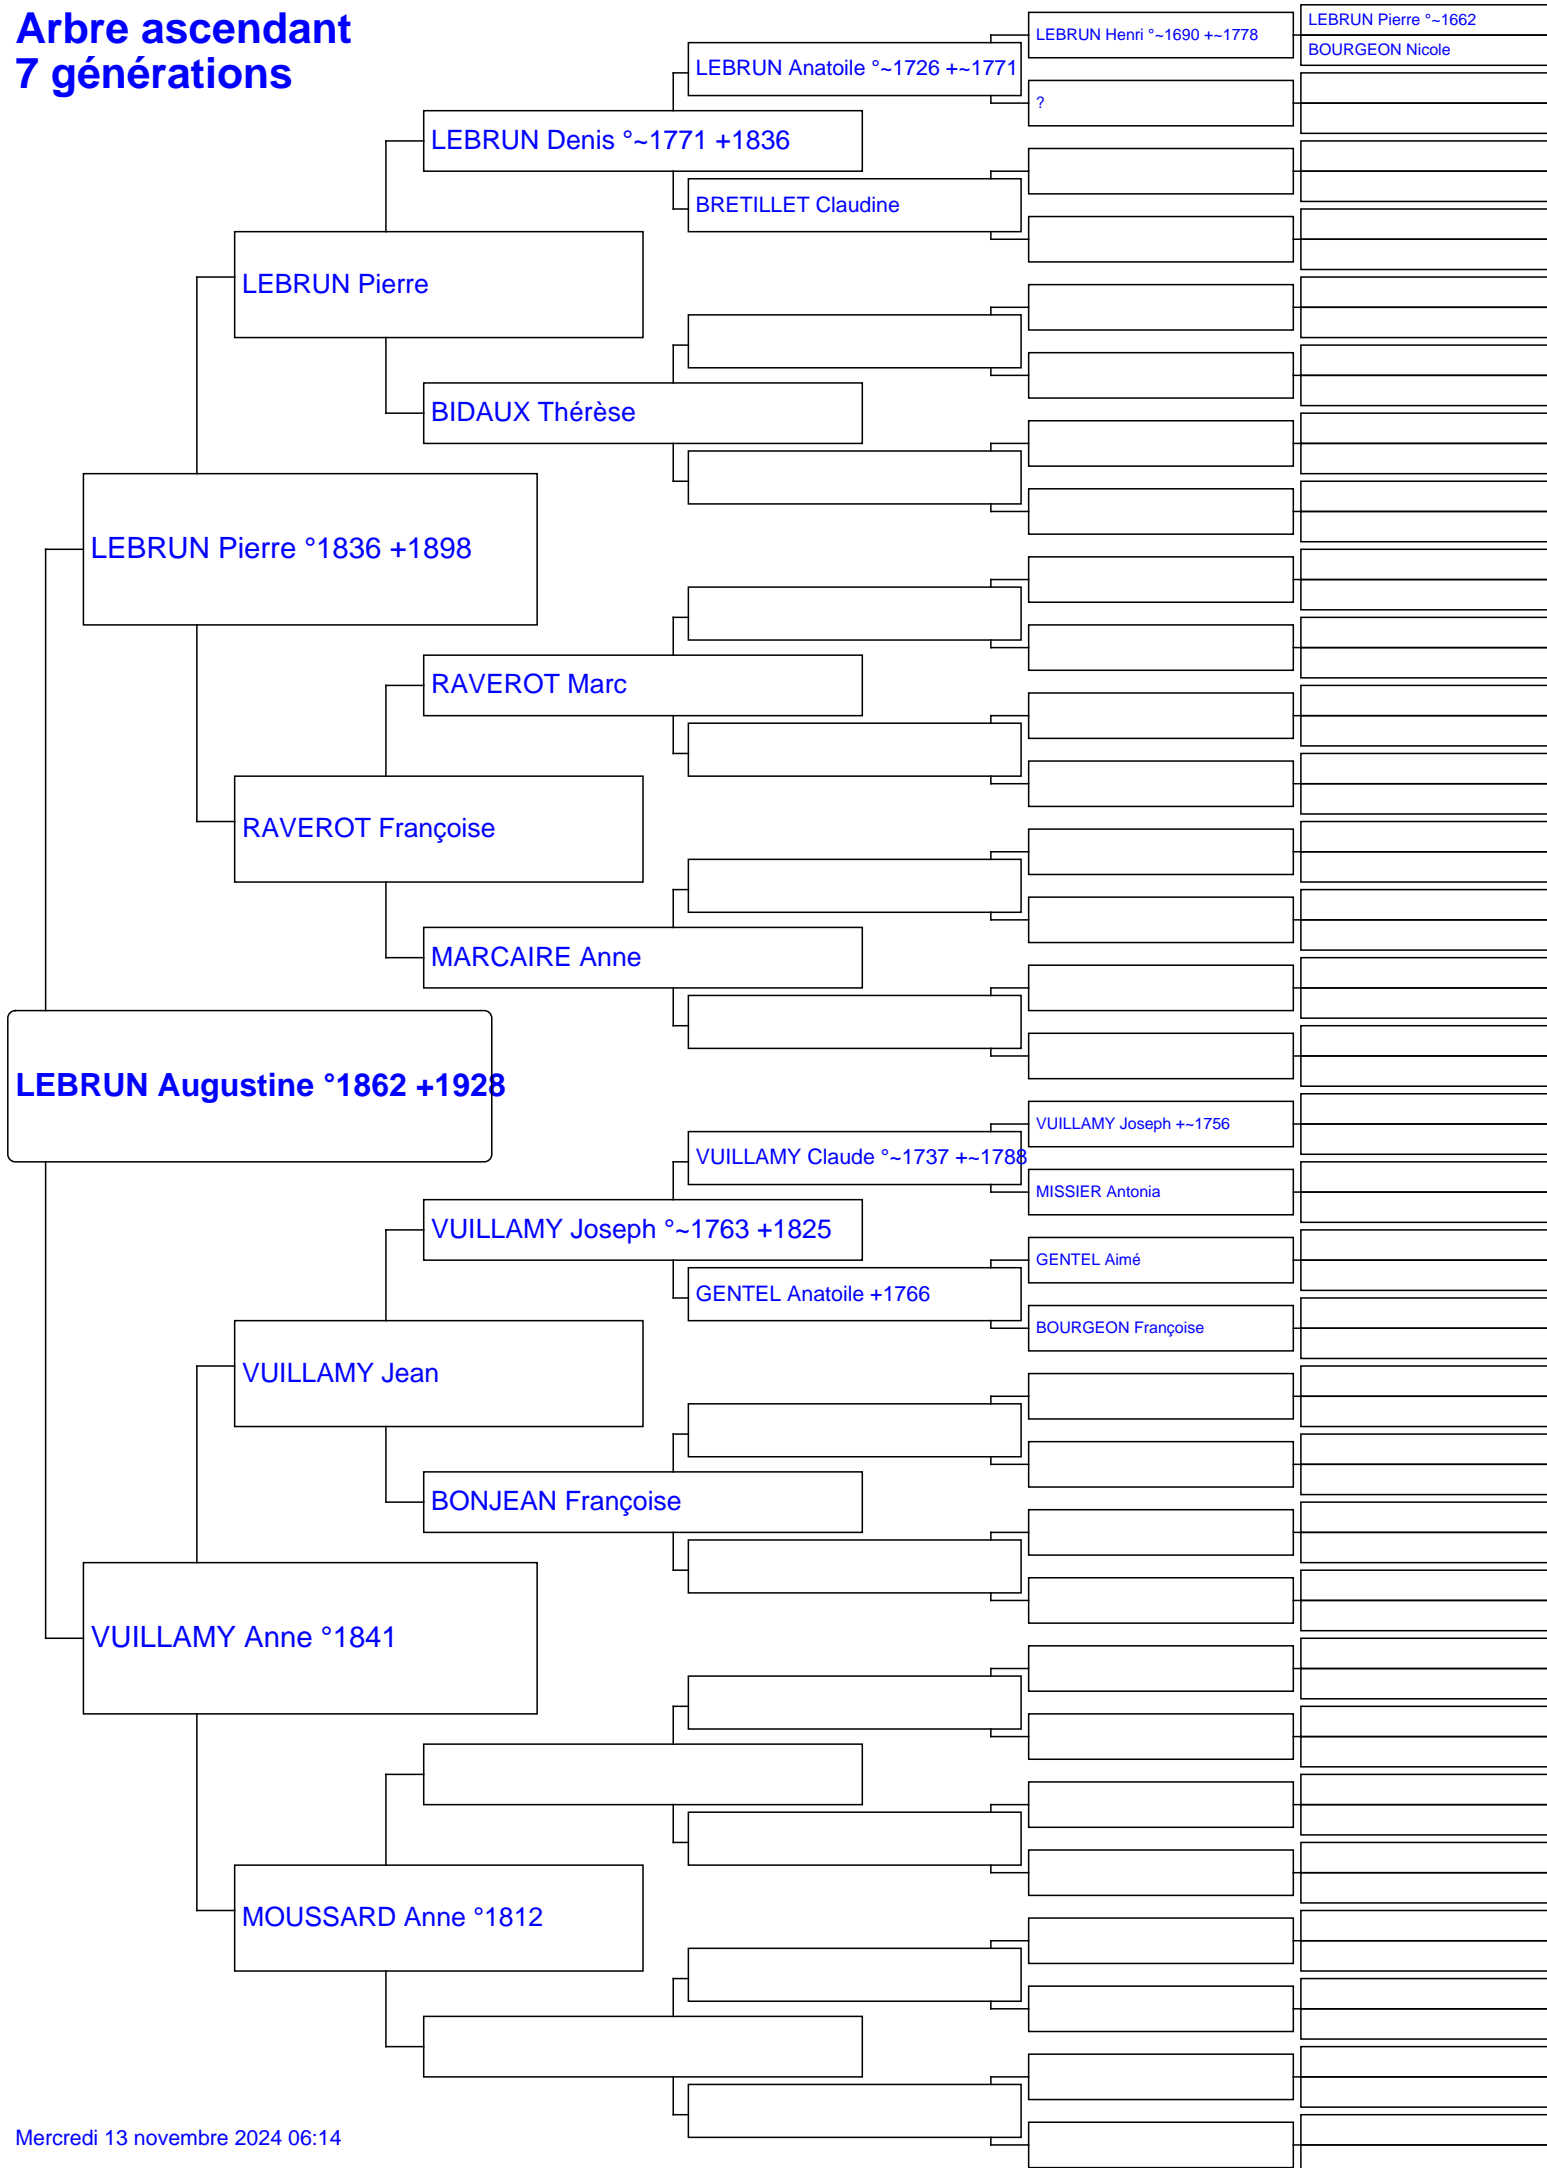 Arbre ascendant
7 générations
LEBRUN Pierre °~1662
LEBRUN Henri °~1690 +~1778
BOURGEON Nicole
LEBRUN Anatoile °~1726 +~1771
?
LEBRUN Denis °~1771 +1836
BRETILLET Claudine
LEBRUN Pierre
BIDAUX Thérèse
LEBRUN Pierre °1836 +1898
RAVEROT Marc
RAVEROT Françoise
MARCAIRE Anne
LEBRUN Augustine °1862 +1928
VUILLAMY Joseph +~1756
VUILLAMY Claude °~1737 +~1788
MISSIER Antonia
VUILLAMY Joseph °~1763 +1825
GENTEL Aimé
GENTEL Anatoile +1766
BOURGEON Françoise
VUILLAMY Jean
BONJEAN Françoise
VUILLAMY Anne °1841
MOUSSARD Anne °1812
Mercredi 13 novembre 2024 06:14